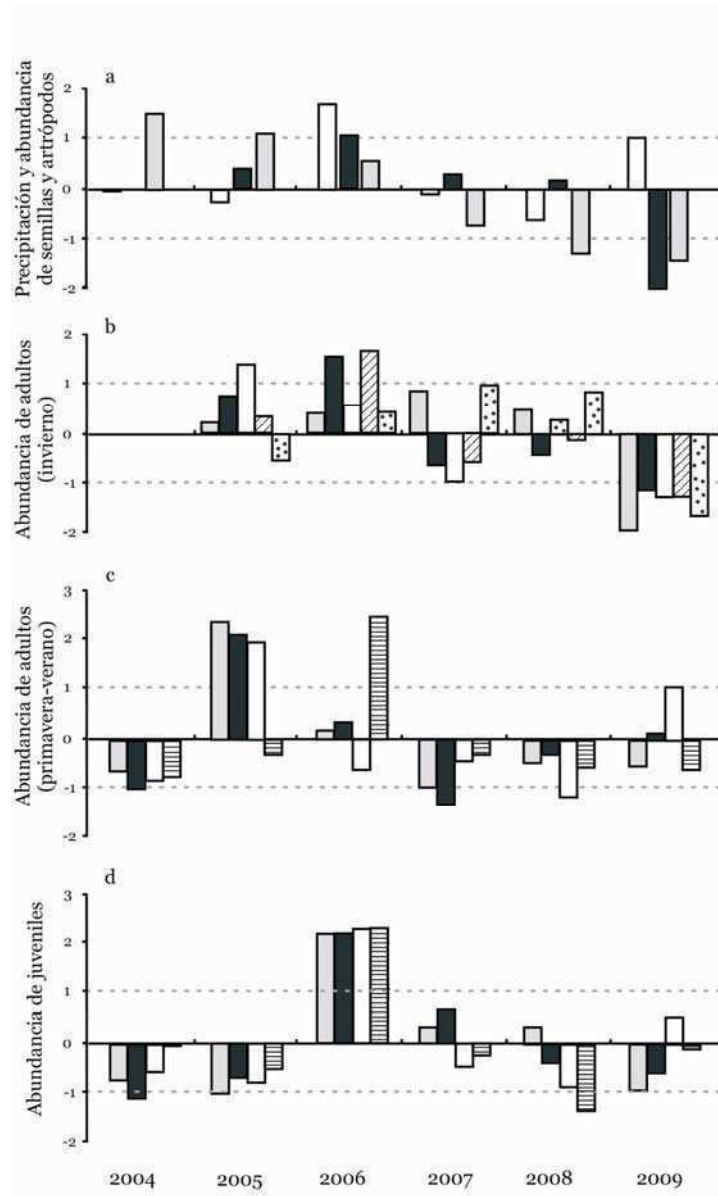 a
Precipitación y abundancia
de semillas y artrópodos
2
1
0
-1
-2
b
Abundancia de adultos
(invierno)
2
1
0
-1
-2
c
Abundancia de adultos
(primavera-verano)
3
2
1
0
-1
-2
d
Abundancia de juveniles
3
2
1
0
-1
-2
2004 2005 2006 2007 2008 2009